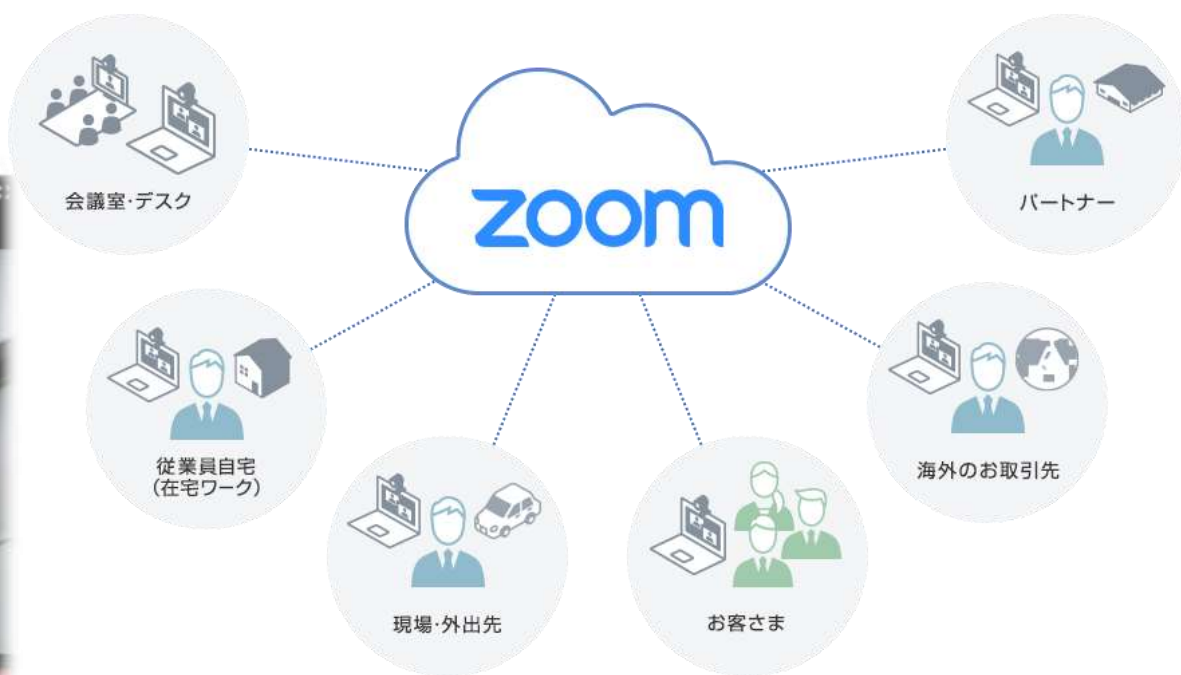 会議室・デスク
zoom
パートナー
従業員自宅
(在宅ワーク)
海外のお取引先
現場・外出先
お客さま